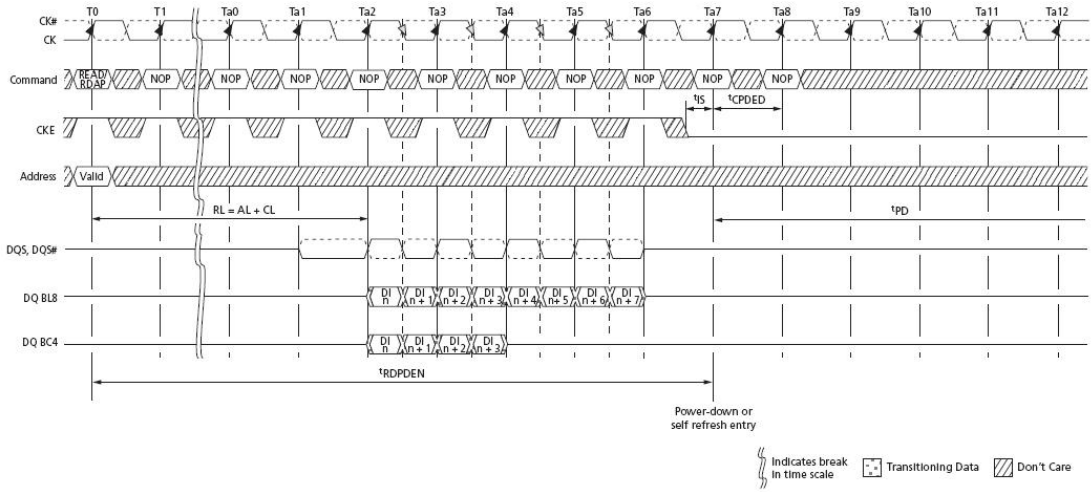 T0 T1 Ta0 Ta1 Ta2 Ta3 Ta4 Ta5 Ta6 Ta7 Ta8 Ta9 Ta10 Ta11 Ta12
CK#
CK
Command READ/ RDAP NOP NOP NOP NOP NOP NOP NOP NOP NOP NOP
tIS tCPDED
CKE
Address Valid
RL = AL + CL tPD
DQS, DQS#
DQ BL8 DI n DI n + 1 DI n + 2 DI n + 3 DI n + 4 DI n + 5 DI n + 6 DI n + 7
DQ BC4 DI n DI n + 1 DI n + 2 DI n + 3
tRDPDEN
Power-down or
self refresh entry
Indicates break
in time scale
Transitioning Data
Don't Care